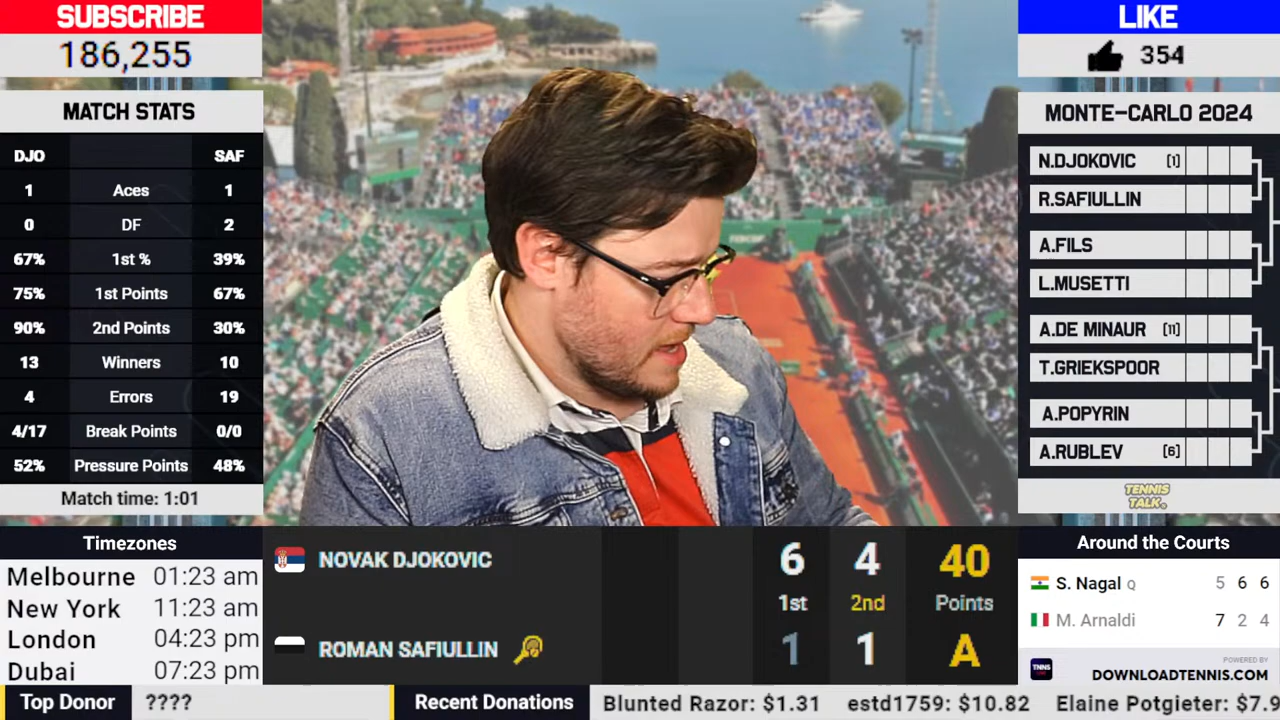 SUBSCRIBE
186,255
MATCH STATS
DJO SAF
1 Aces 1
0 DF 2
67% 1st % 39%
75% 1st Points 67%
90% 2nd Points 30%
13 Winners 10
4 Errors 19
4/17 Break Points 0/0
52% Pressure Points 48%
Match time: 1:01
Timezones
Melbourne 01:23 am
New York 11:23 am
London 04:23 pm
Dubai 07:23 pm
LIKE
354
MONTE-CARLO 2024
N.DJOKOVIC [1]
R.SAFIULLIN
A.FILS
L.MUSETTI
A.DE MINAUR [11]
T.GRIEKSPOOR
A.POPYRIN
A.RUBLEV [6]
TENNIS
TALK
NOVAK DJOKOVIC 6 4 40
1st 2nd Points
ROMAN SAFIULLIN 1 1 A
Around the Courts
S. Nagal Q 5 6 6
M. Arnaldi 7 2 4
TNNS
POWERED BY
DOWNLOADTENNIS.COM
Top Donor ???? Recent Donations Blunted Razor: $1.31 estd1759: $10.82 Elaine Potgieter: $7.9